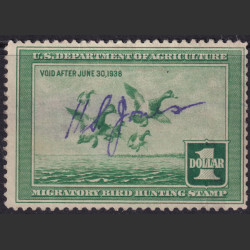 U.S. DEPARTMENT OF AGRICULTURE
VOID AFTER JUNE 30, 1938
1
DOLLAR
MIGRATORY BIRD HUNTING STAMP